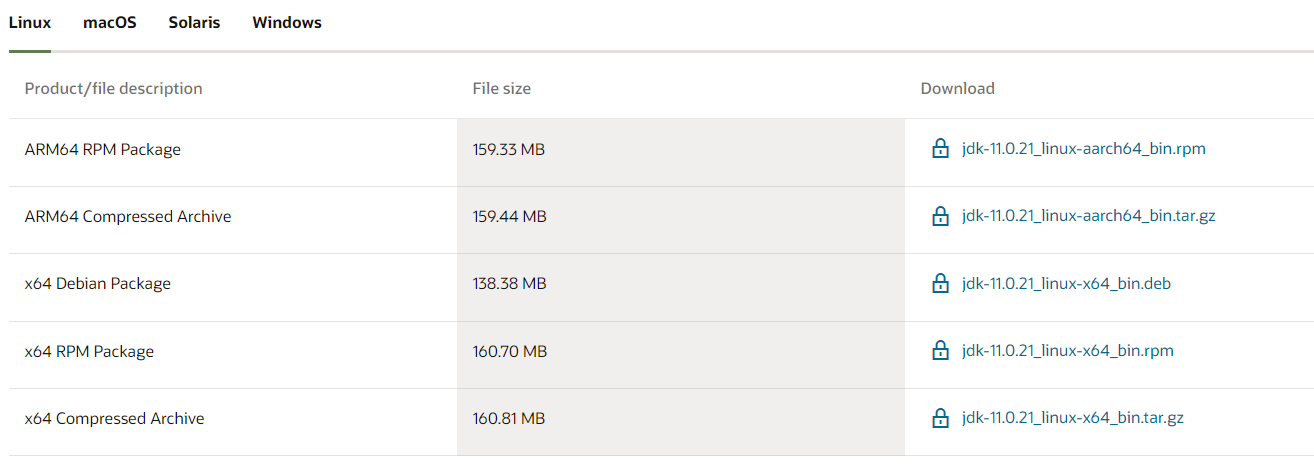 Linux macOS Solaris Windows
Product/file description File size Download
ARM64 RPM Package 159.33 MB jdk-11.0.21_linux-aarch64_bin.rpm
ARM64 Compressed Archive 159.44 MB jdk-11.0.21_linux-aarch64_bin.tar.gz
x64 Debian Package 138.38 MB jdk-11.0.21_linux-x64_bin.deb
x64 RPM Package 160.70 MB jdk-11.0.21_linux-x64_bin.rpm
x64 Compressed Archive 160.81 MB jdk-11.0.21_linux-x64_bin.tar.gz